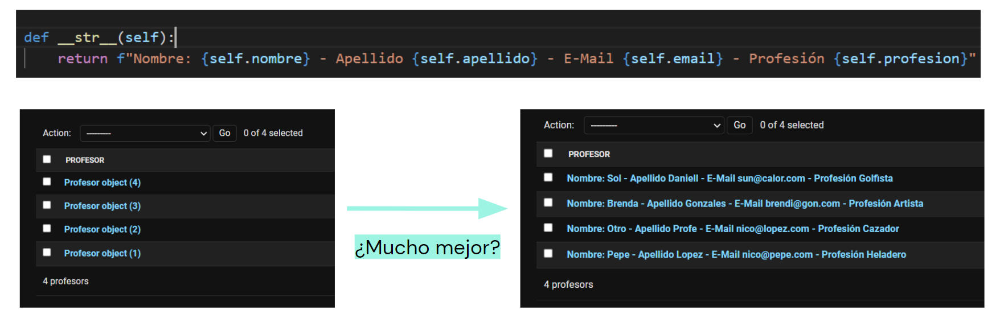 def __str__(self):
return f"Nombre: {self.nombre} - Apellido {self.apellido} - E-Mail {self.email} - Profesión {self.profesion}"
Action: --------- Go 0 of 4 selected
PROFESOR
Profesor object (4)
Profesor object (3)
Profesor object (2)
Profesor object (1)
4 profesors
¿Mucho mejor?
Action: --------- Go 0 of 4 selected
PROFESOR
Nombre: Sol - Apellido Daniell - E-Mail sun@calor.com - Profesión Golfista
Nombre: Brenda - Apellido Gonzales - E-Mail brendi@gon.com - Profesión Artista
Nombre: Otro - Apellido Profe - E-Mail nico@lopez.com - Profesión Cazador
Nombre: Pepe - Apellido Lopez - E-Mail nico@pepe.com - Profesión Heladero
4 profesors